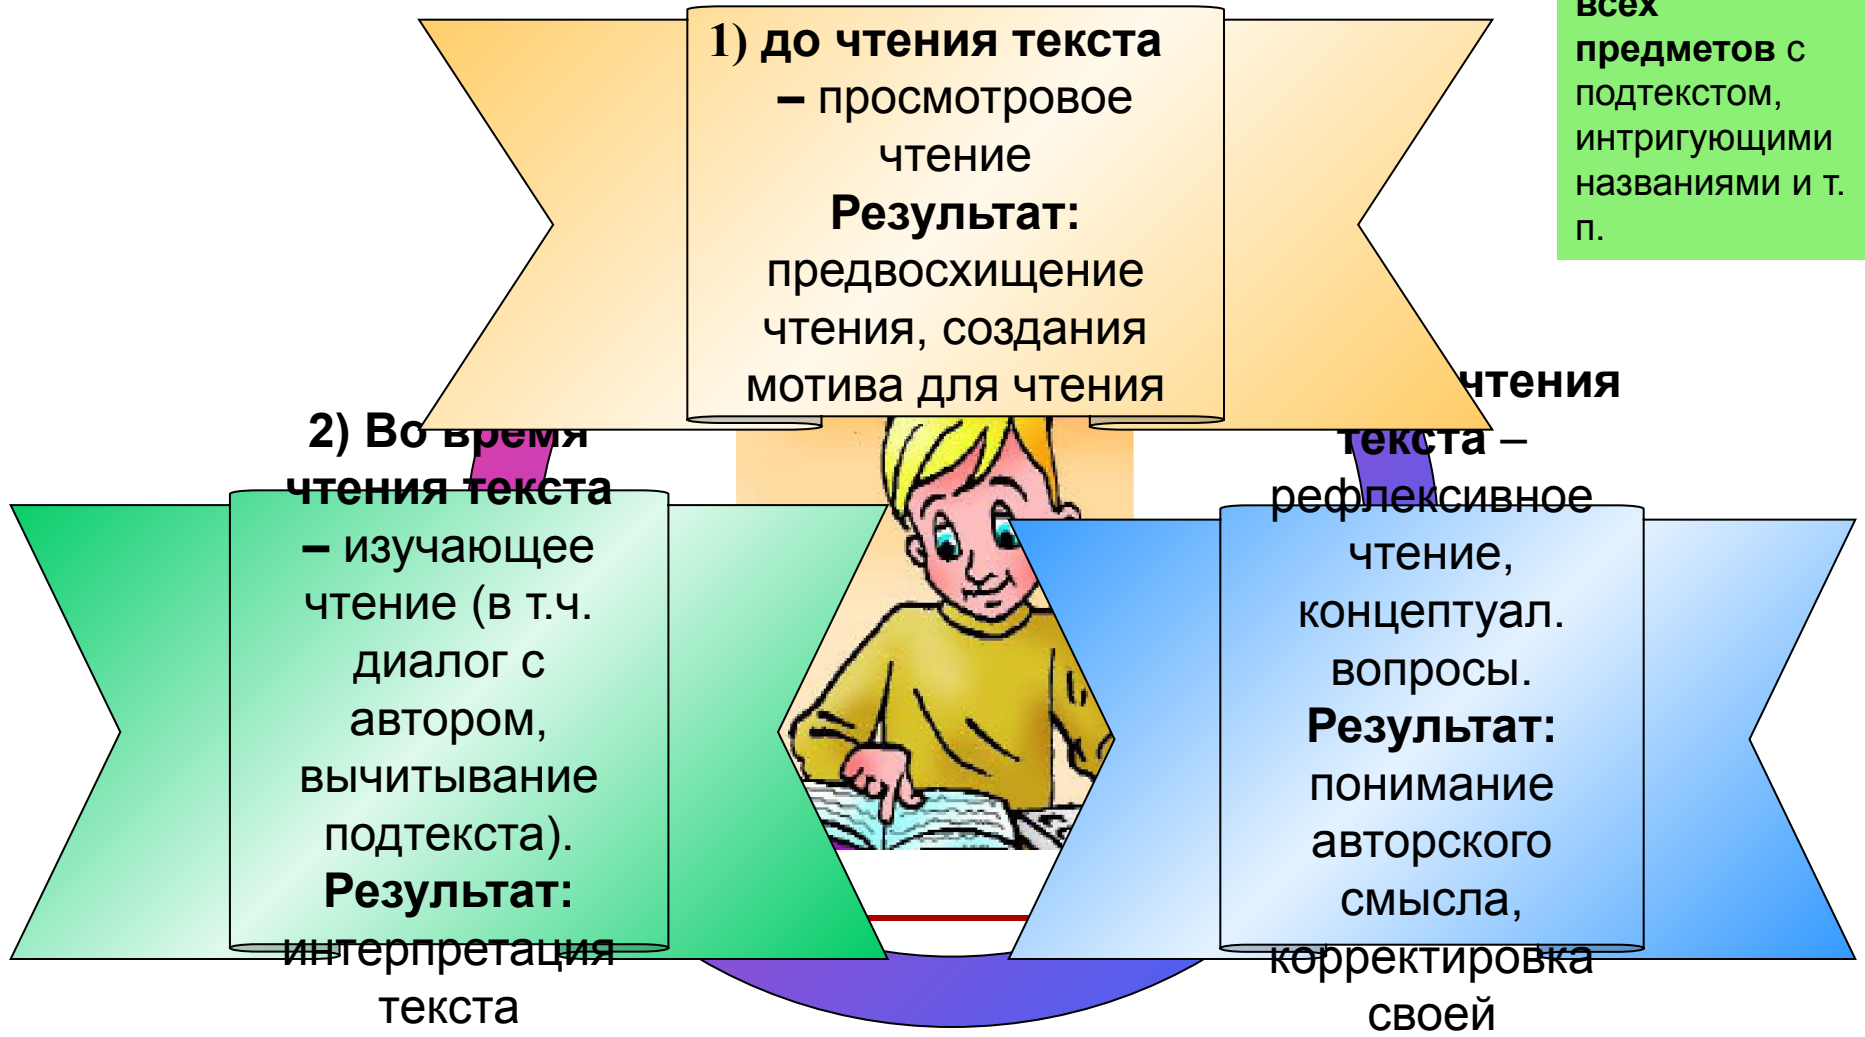 1) до чтения текста
– просмотровое
чтение
Результат:
предвосхищение
чтения, создания
мотива для чтения
всех
предметов с
подтекстом,
интригующими
названиями и т.
п.
2) Во время
чтения текста
– изучающее
чтение (в т.ч.
диалог с
автором,
вычитывание
подтекста).
Результат:
интерпретация
текста
чтения
текста –
рефлексивное
чтение,
концептуал.
вопросы.
Результат:
понимание
авторского
смысла,
корректировка
своей